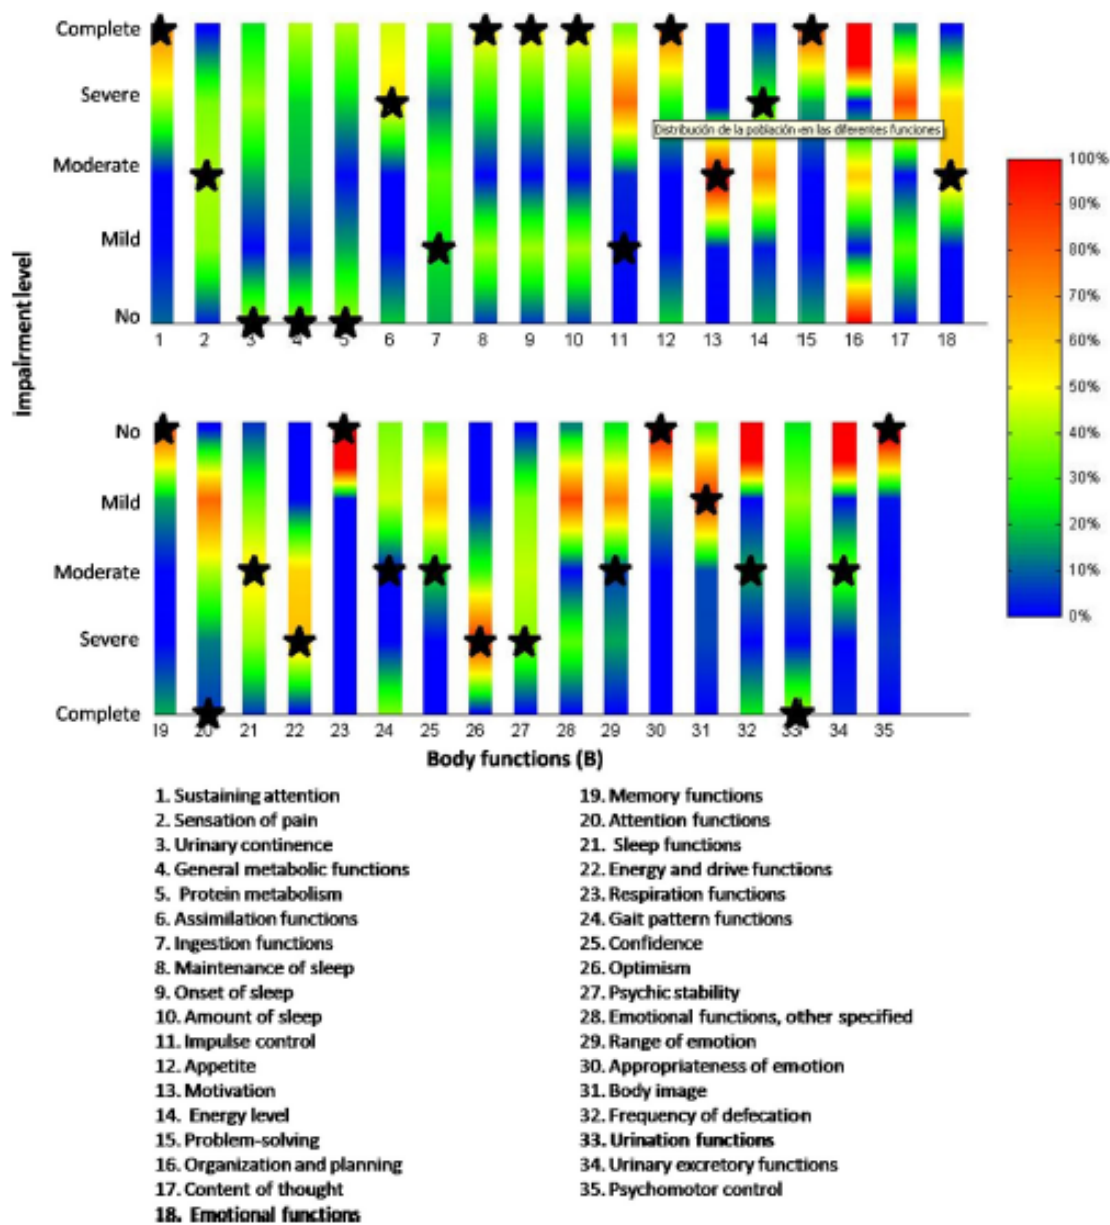 Complete
Severe
Moderate
Mild
No
Impairment level
Distribución de la población en las diferentes funciones
1 2 3 4 5 6 7 8 9 10 11 12 13 14 15 16 17 18
100%
90%
80%
70%
60%
50%
40%
30%
20%
10%
0%
No
Mild
Moderate
Severe
Complete
19 20 21 22 23 24 25 26 27 28 29 30 31 32 33 34 35
Body functions (B)
1. Sustaining attention
2. Sensation of pain
3. Urinary continence
4. General metabolic functions
5. Protein metabolism
6. Assimilation functions
7. Ingestion functions
8. Maintenance of sleep
9. Onset of sleep
10. Amount of sleep
11. Impulse control
12. Appetite
13. Motivation
14. Energy level
15. Problem-solving
16. Organization and planning
17. Content of thought
18. Emotional functions
19. Memory functions
20. Attention functions
21. Sleep functions
22. Energy and drive functiions
23. Respiration functions
24. Gait pattern functions
25. Confidence
26. Optimism
27. Psychic stability
28. Emotional functions, other specified
29. Range of emotion
30. Appropriateness of emotion
31. Body image
32. Frequency of defecation
33. Urination functions
34. Urinary excretory functions
35. Psychomotor control